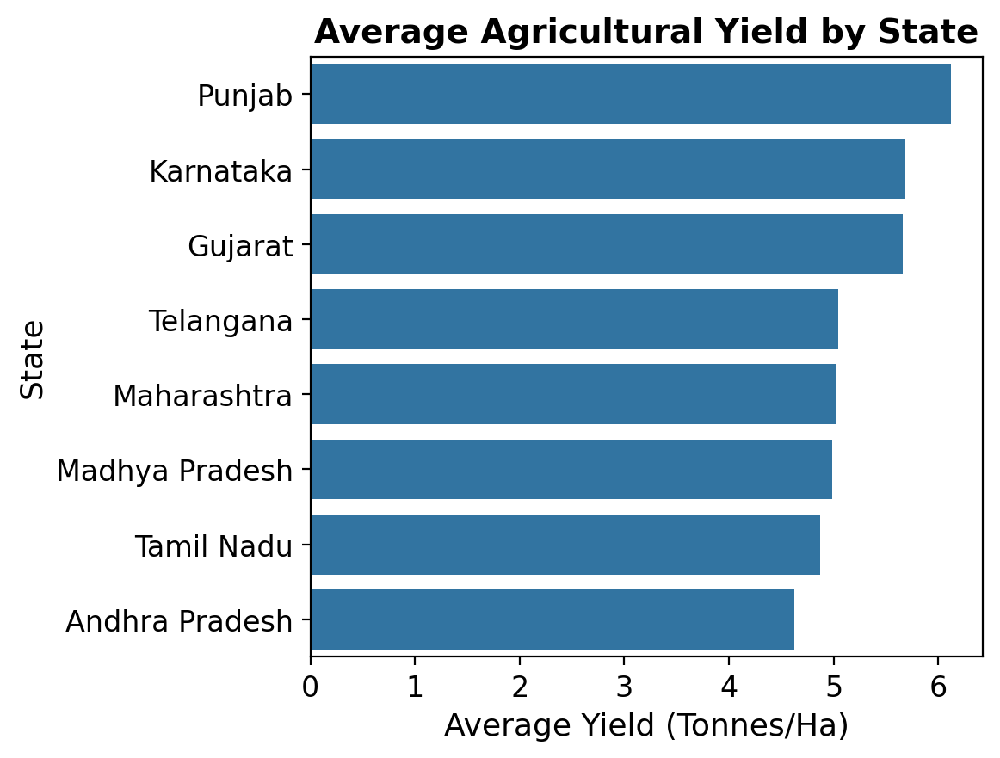 Average Agricultural Yield by State
Punjab
Karnataka
Gujarat
Telangana
Maharashtra
Madhya Pradesh
Tamil Nadu
Andhra Pradesh
State
0 1 2 3 4 5 6
Average Yield (Tonnes/Ha)